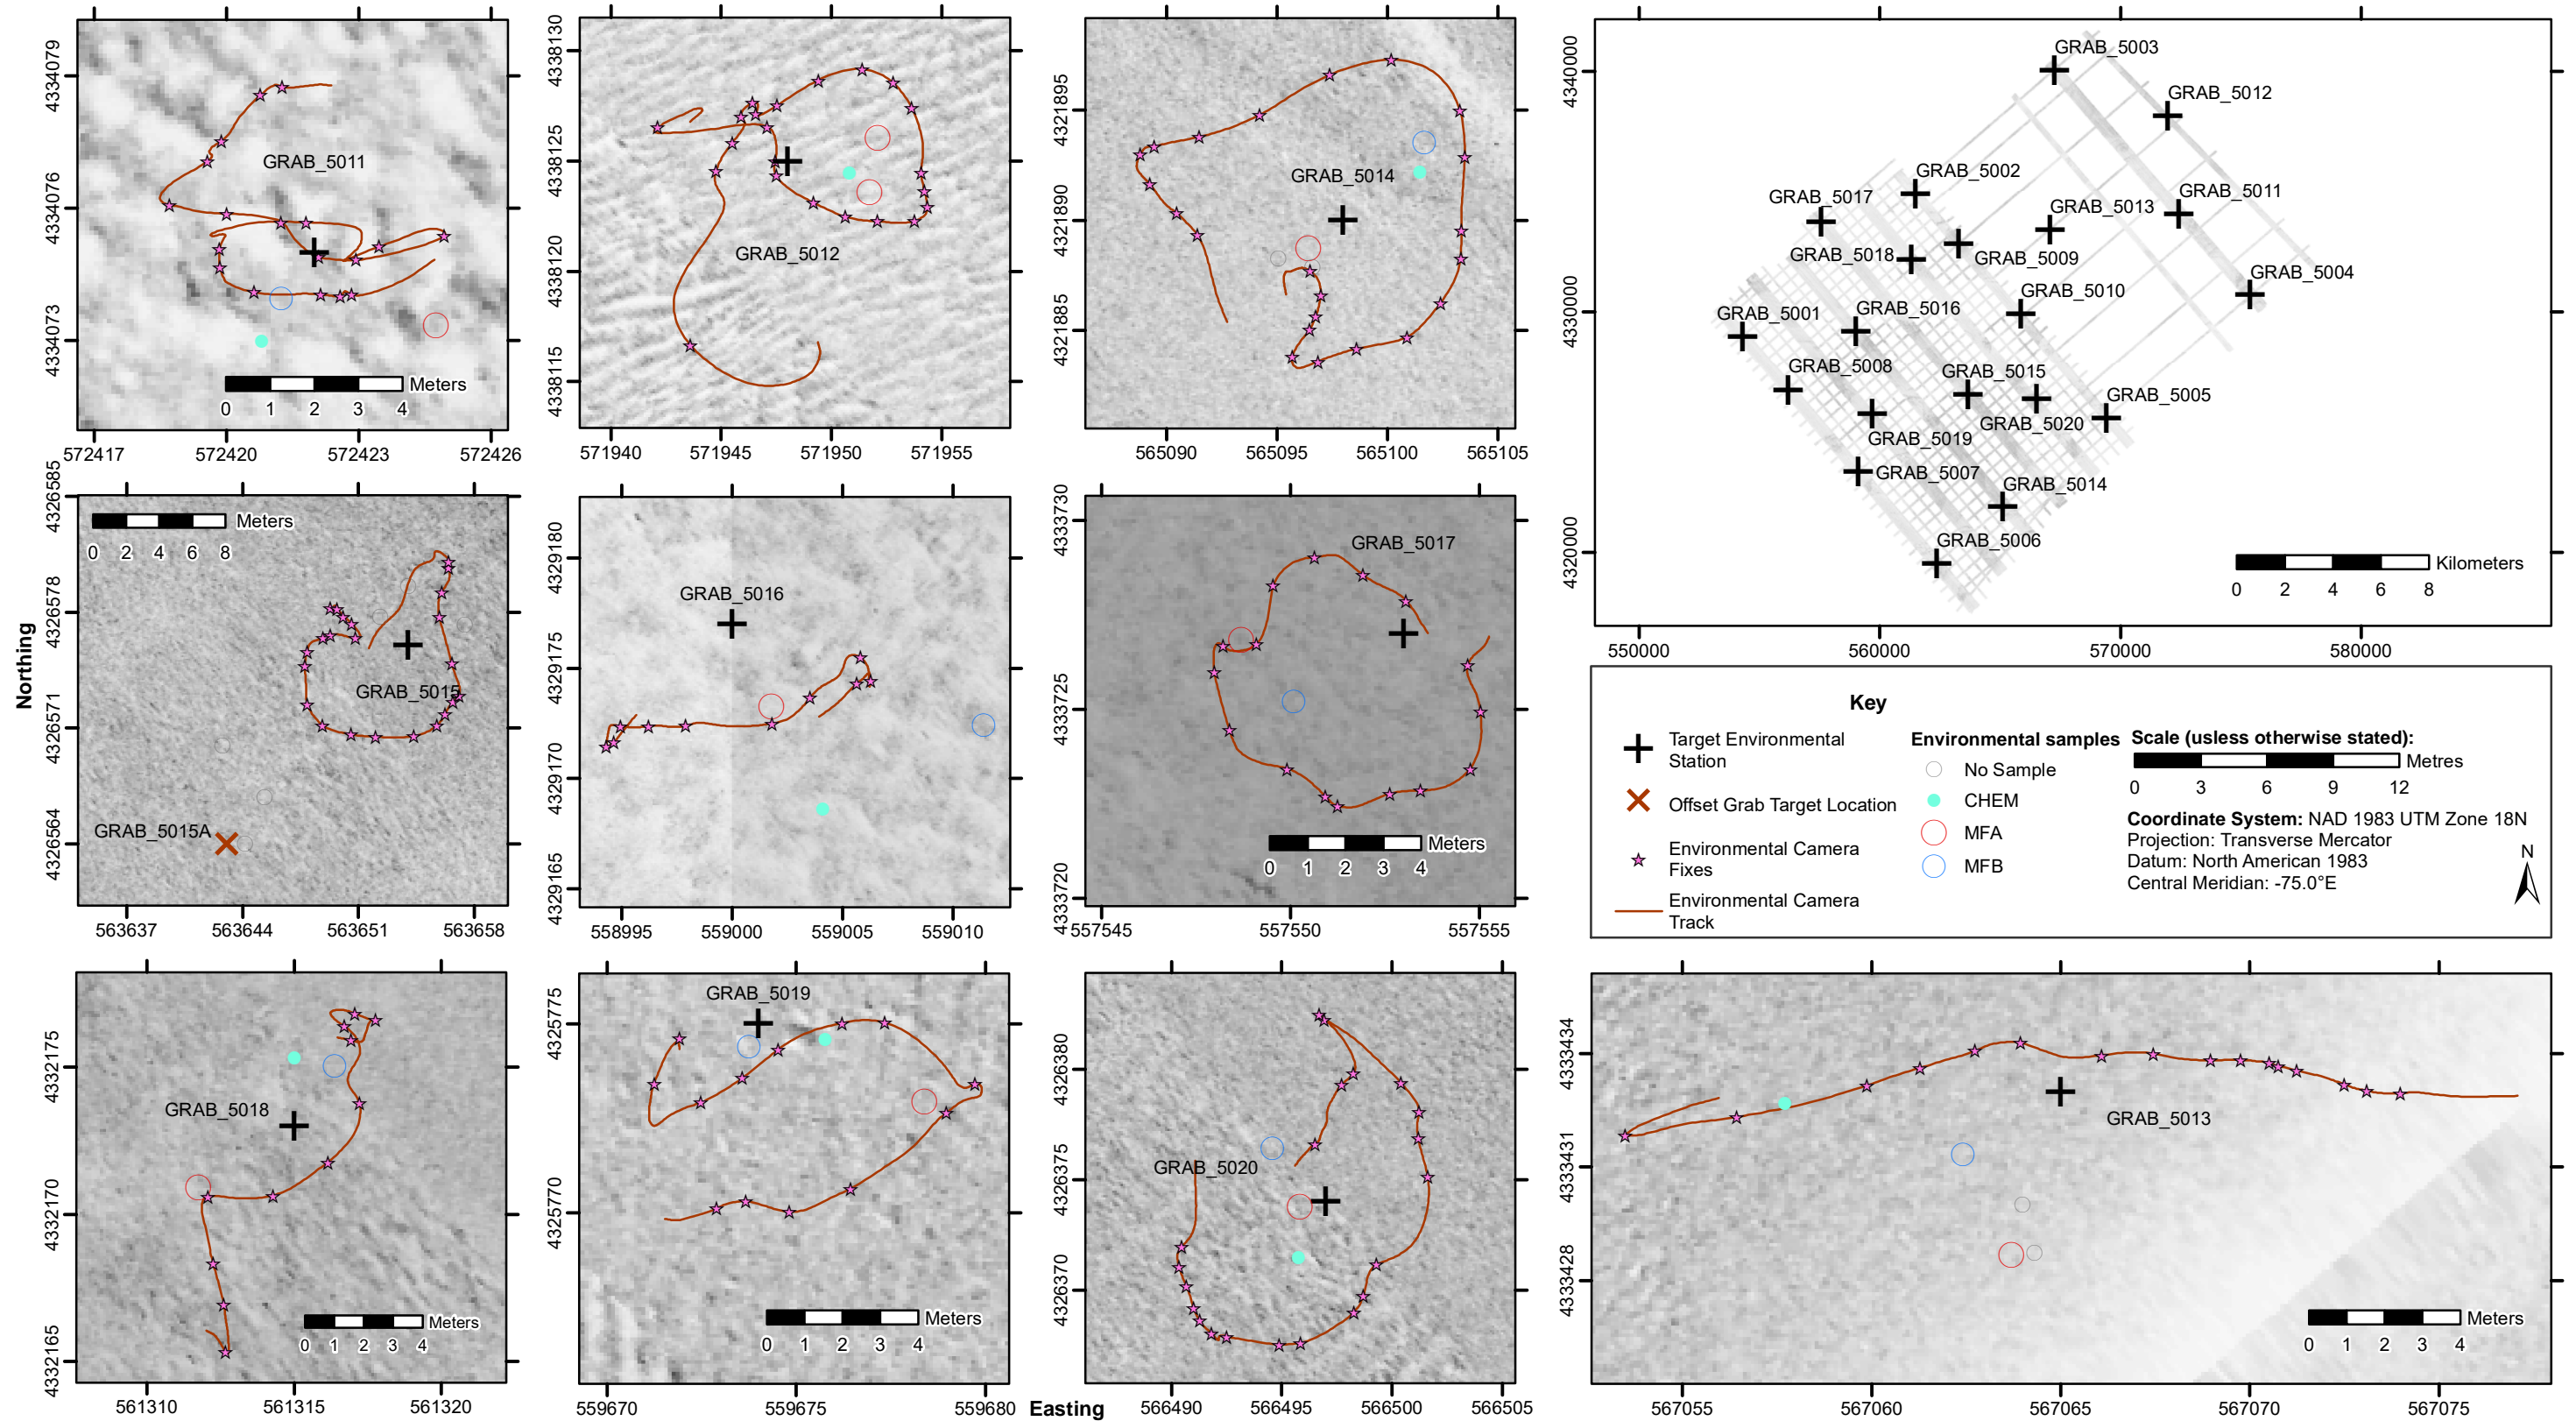 4334079
4334076
4334073
GRAB_5011
Meters
0 1 2 3 4
572417 572420 572423 572426
4338130
4338125
4338120
4338115
GRAB_5012
571940 571945 571950 571955
4321895
4321890
4321885
GRAB_5014
565090 565095 565100 565105
4340000
4330000
4320000
GRAB_5003
GRAB_5012
GRAB_5002
GRAB_5017
GRAB_5011
GRAB_5013
GRAB_5018
GRAB_5009
GRAB_5004
GRAB_5010
GRAB_5016
GRAB_5001
GRAB_5008
GRAB_5015
GRAB_5005
GRAB_5020
GRAB_5019
GRAB_5007
GRAB_5014
GRAB_5006
Kilometers
0 2 4 6 8
550000 560000 570000 580000
Northing
4326585
4326578
4326571
4326564
Meters
0 2 4 6 8
GRAB_5015
GRAB_5015A
563637 563644 563651 563658
4329180
4329175
4329170
4329165
GRAB_5016
558995 559000 559005 559010
4333730
4333725
4333720
GRAB_5017
Meters
0 1 2 3 4
557545 557550 557555
Key
Target Environmental
Station
Offset Grab Target Location
Environmental Camera
Fixes
Environmental Camera
Track
Environmental samples
No Sample
CHEM
MFA
MFB
Scale (usless otherwise stated):
Metres
0 3 6 9 12
Coordinate System: NAD 1983 UTM Zone 18N
Projection: Transverse Mercator
Datum: North American 1983
Central Meridian: -75.0°E
N
4332175
4332170
4332165
GRAB_5018
Meters
0 1 2 3 4
561310 561315 561320
4325775
4325770
GRAB_5019
Meters
0 1 2 3 4
559670 559675 559680
Easting
4326380
4326375
4326370
GRAB_5020
566490 566495 566500 566505
4333434
4333431
4333428
GRAB_5013
Meters
0 1 2 3 4
567055 567060 567065 567070 567075